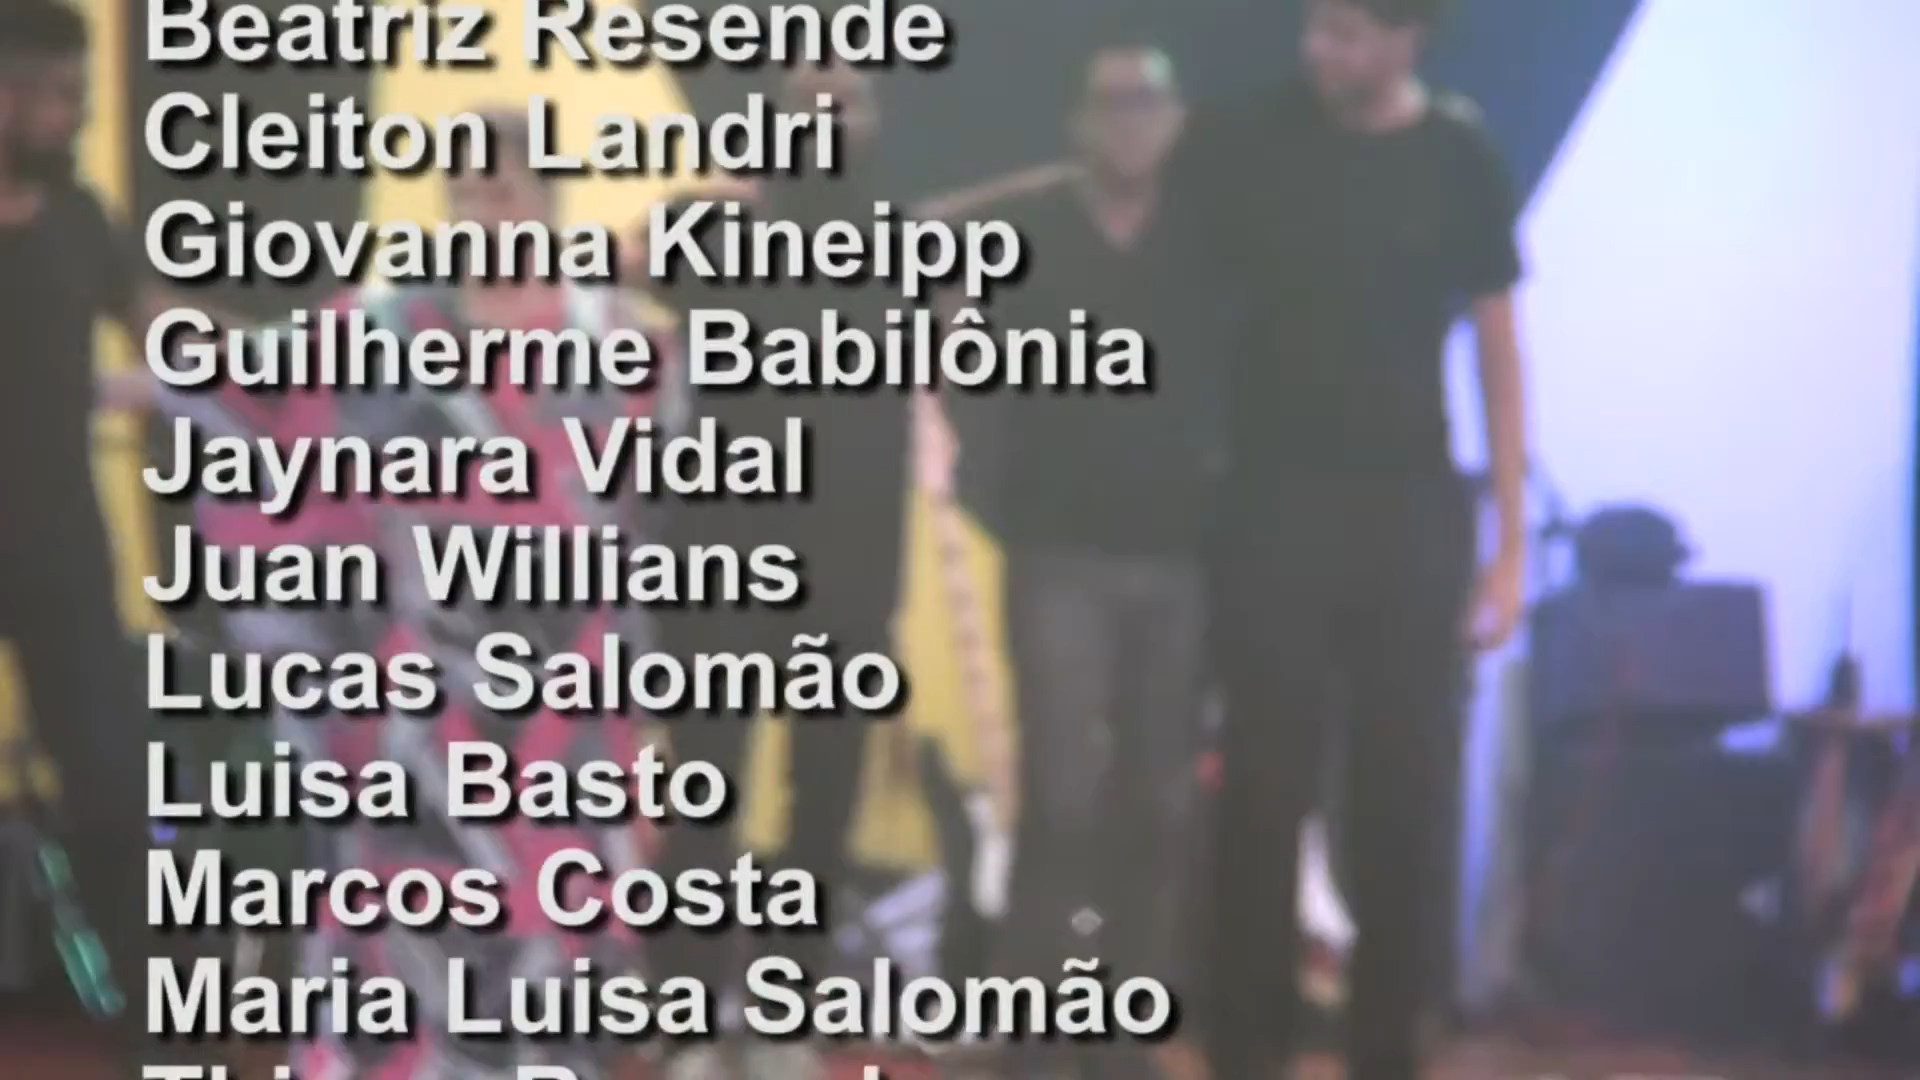 Beatriz Resende
Cleiton Landri
Giovanna Kineipp
Guilherme Babilônia
Jaynara Vidal
Juan Willians
Lucas Salomão
Luisa Basto
Marcos Costa
Maria Luisa Salomão